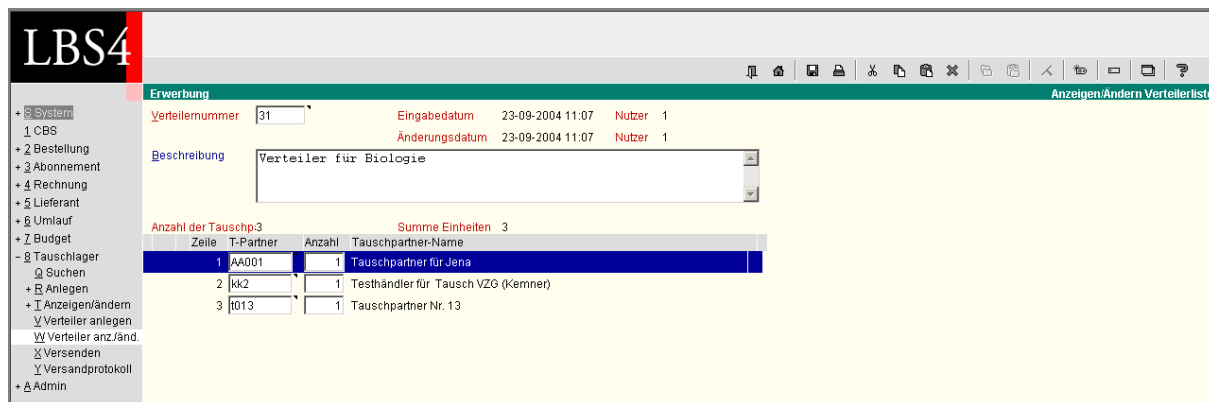 LBS4
Erwerbung Anzeigen/Ändern Verteilerliste
+ S System
1 CBS
+ 2 Bestellung
+ 3 Abonnement
+ 4 Rechnung
+ 5 Lieferant
+ 6 Umlauf
+ 7 Budget
- 8 Tauschlager
Q Suchen
+ R Anlegen
+ T Anzeigen/ändern
V Verteiler anlegen
W Verteiler anz./änd.
X Versenden
Y Versandprotokoll
+ A Admin
Verteilernummer 31 Eingabedatum 23-09-2004 11:07 Nutzer 1
Änderungsdatum 23-09-2004 11:07 Nutzer 1
Beschreibung Verteiler für Biologie
Anzahl der Tauschp 3 Summe Einheiten 3
Zeile T-Partner Anzahl Tauschpartner-Name
1 AA001 1 Tauschpartner für Jena
2 kk2 1 Testhändler für Tausch VZG (Kemner)
3 t013 1 Tauschpartner Nr. 13